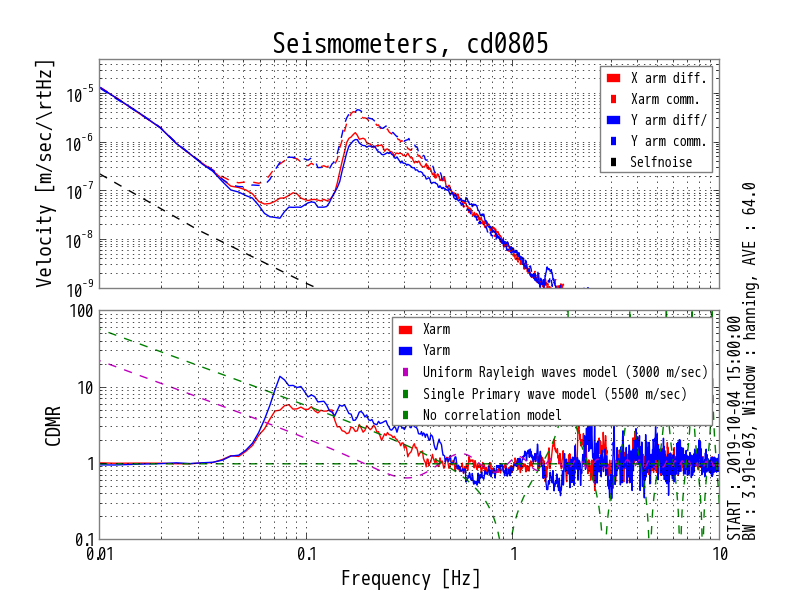 Seismometers, cd0805
Velocity [m/sec/\rtHz]
10^-5
10^-6
10^-7
10^-8
10^-9
X arm diff.
Xarm comm.
Y arm diff/
Y arm comm.
Selfnoise
CDMR
100
10
1
0.1
Xarm
Yarm
Uniform Rayleigh waves model (3000 m/sec)
Single Primary wave model (5500 m/sec)
No correlation model
0.01
0.1
1
10
Frequency [Hz]
START : 2019-10-04 15:00:00
BW : 3.91e-03, Window : hanning, AVE : 64.0